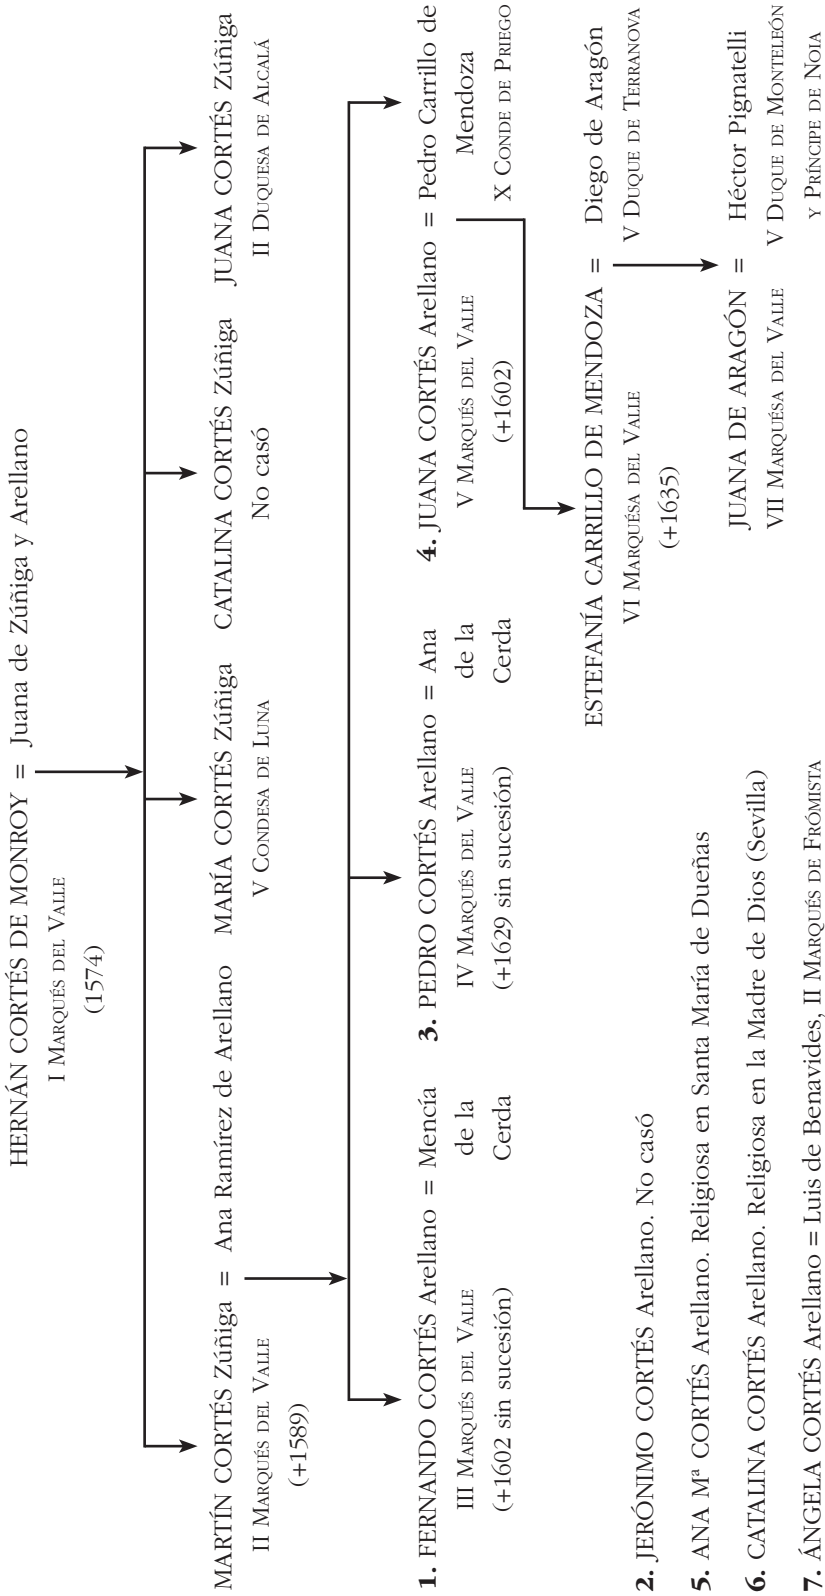 HERNÁN CORTÉS DE MONROY = Juana de Zúñiga y Arellano
I Marqués del Valle
(1574)
MARTÍN CORTÉS Zúñiga = Ana Ramírez de Arellano
II Marqués del Valle
(+1589)
MARÍA CORTÉS Zúñiga
V Condesa de Luna
CATALINA CORTÉS Zúñiga
No casó
JUANA CORTÉS Zúñiga
II Duquesa de Alcalá
1. FERNANDO CORTÉS Arellano = Mencía
de la
Cerda
III Marqués del Valle
(+1602 sin sucesión)
3. PEDRO CORTÉS Arellano = Ana
de la
Cerda
IV Marqués del Valle
(+1629 sin sucesión)
4. JUANA CORTÉS Arellano = Pedro Carrillo de
Mendoza
V Marqués del Valle
X Conde de Priego
(+1602)
ESTEFANÍA CARRILLO DE MENDOZA = Diego de Aragón
VI Marquésa del Valle
V Duque de Terranova
(+1635)
JUANA DE ARAGÓN = Héctor Pignatelli
VII Marquésa del Valle
V Duque de Monteleón
y Príncipe de Noia
2. JERÓNIMO CORTÉS Arellano. No casó
5. ANA Mª CORTÉS Arellano. Religiosa en Santa María de Dueñas
6. CATALINA CORTÉS Arellano. Religiosa en la Madre de Dios (Sevilla)
7. ÁNGELA CORTÉS Arellano = Luis de Benavides, II Marqués de Frómista